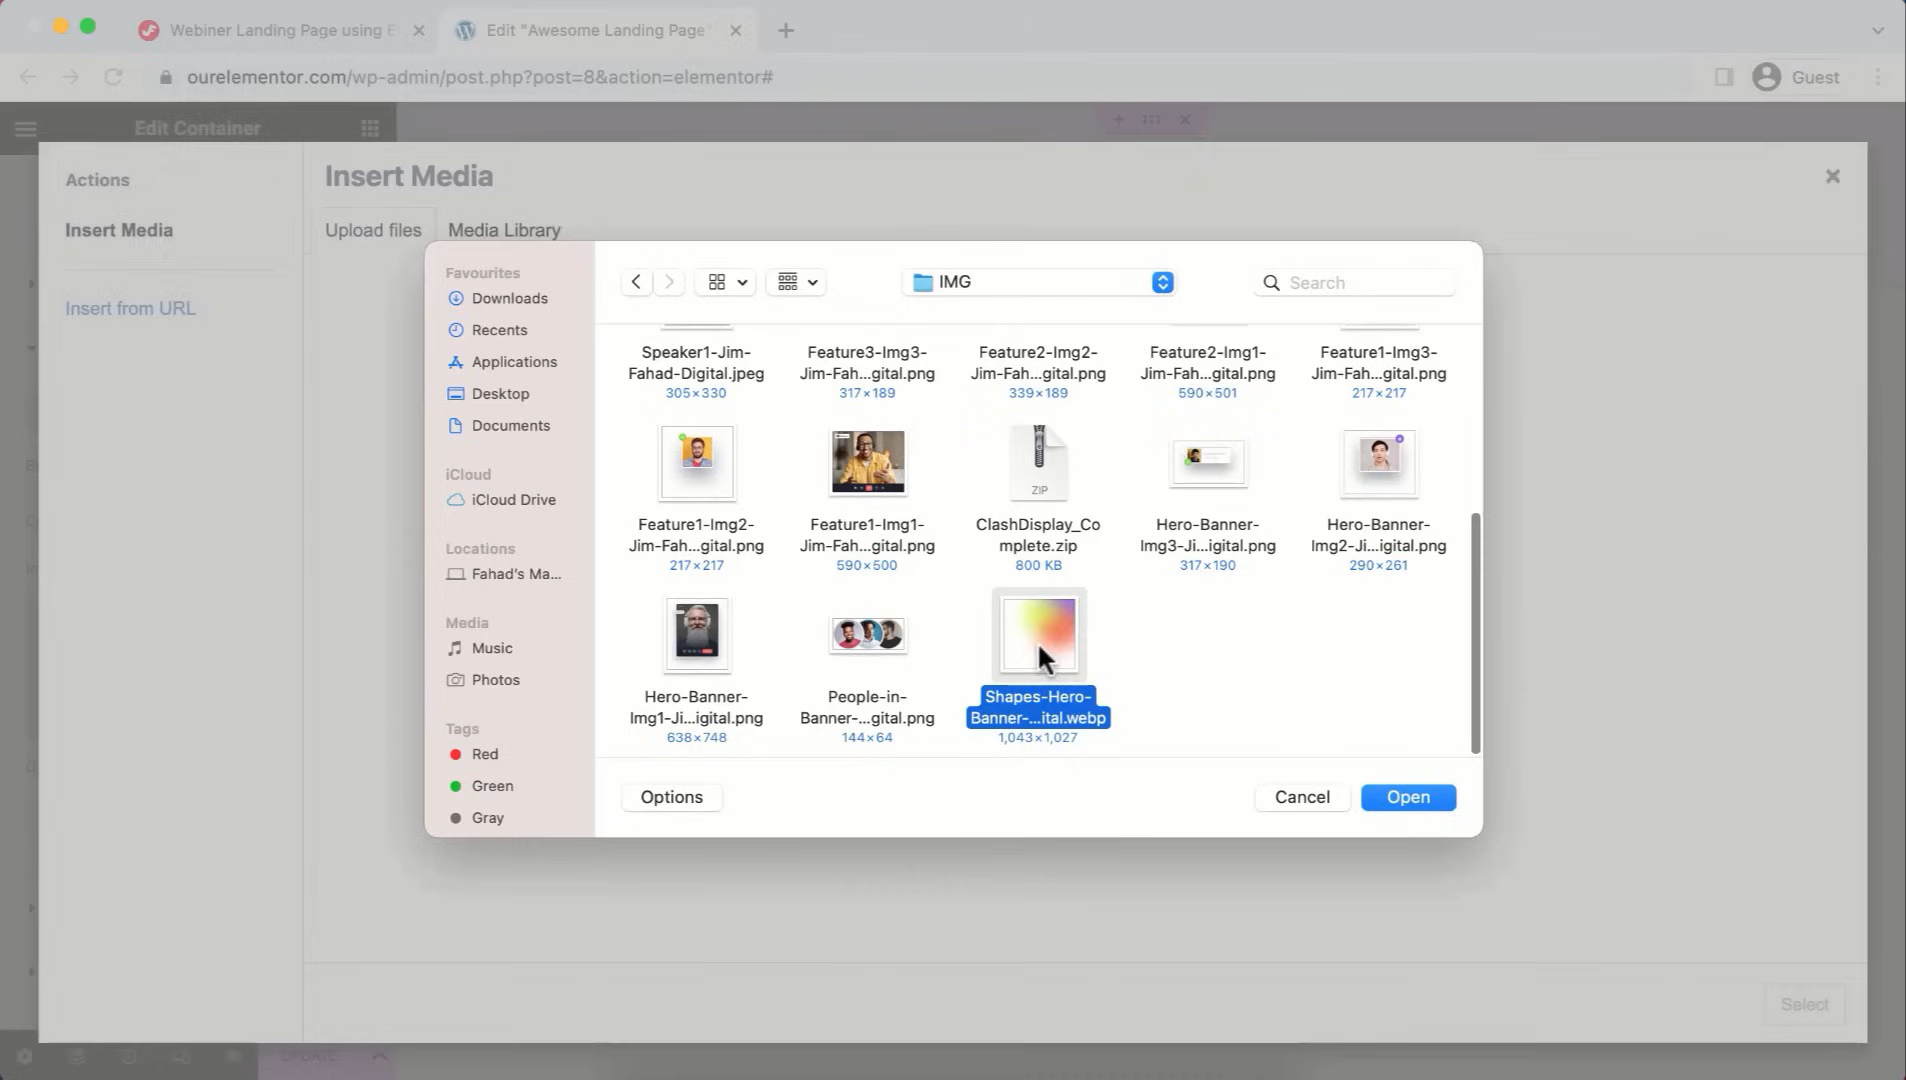 Webiner Landing Page using E
Edit "Awesome Landing Page"
ourelementor.com/wp-admin/post.php?post=8&action=elementor#
Guest
Edit Container
Actions
Insert Media
Insert from URL
Insert Media
Upload files
Media Library
Favourites
Downloads
Recents
Applications
Desktop
Documents
iCloud
iCloud Drive
Locations
Fahad's Ma...
Media
Music
Photos
Tags
Red
Green
Gray
IMG
Search
Speaker1-Jim-
Fahad-Digital.jpeg
305×330
Feature3-Img3-
Jim-Fah...gital.png
317×189
Feature2-Img2-
Jim-Fah...gital.png
339×189
Feature2-Img1-
Jim-Fah...gital.png
590×501
Feature1-Img3-
Jim-Fah...gital.png
217×217
Feature1-Img2-
Jim-Fah...gital.png
217×217
Feature1-Img1-
Jim-Fah...gital.png
590×500
ZIP
ClashDisplay_Co
mplete.zip
800 KB
Hero-Banner-
Img3-Ji...igital.png
317×190
Hero-Banner-
Img2-Ji...igital.png
290×261
Hero-Banner-
Img1-Ji...igital.png
638×748
People-in-
Banner-...gital.png
144×64
Shapes-Hero-
Banner-...ital.webp
1,043×1,027
Options
Cancel
Open
Select
UPDATE